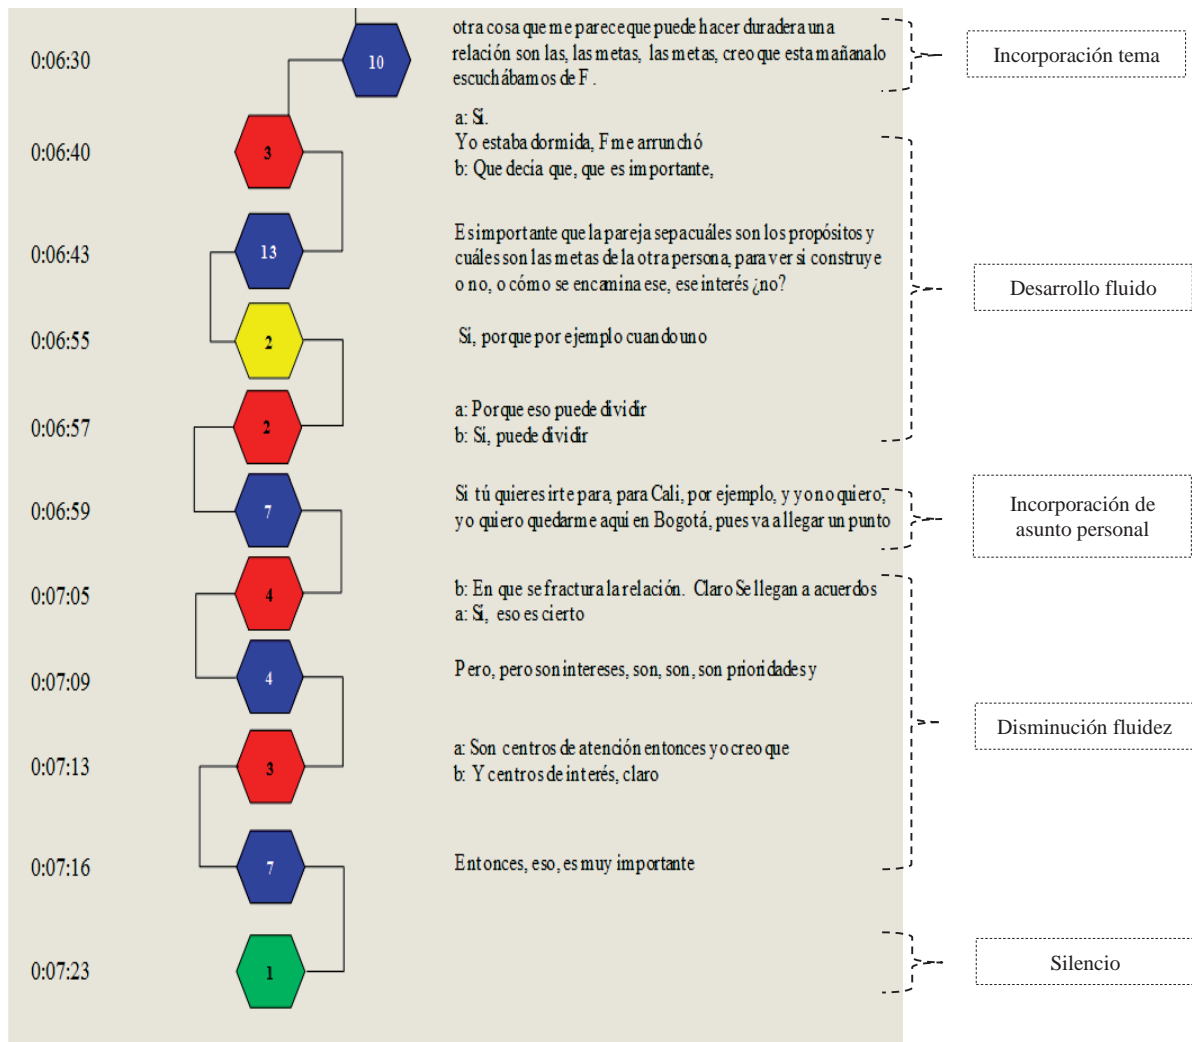 otra cosa que me parece que puede hacer duradera una
0:06:30
10
relación son las, las metas, las metas, creo que esta mañanalo
escuchábamos de F .
Incorporación tema
a: Sí.
0:06:40
3
Yo estaba dormida, F me arrunchó
b: Que decía que, que es importante,
0:06:43
13
Es importante que la pareja sepacuáles son los propósitos y
cuáles son las metas de la otra persona, para ver si construye
o no, o cómo se encamina ese, ese interés ¿no?
Desarrollo fluido
0:06:55
2
Sí, porque por ejemplo cuando uno
0:06:57
2
a: Porque eso puede dividir
b: Sí, puede dividir
0:06:59
7
Si tú quieres irte para, para Cali, por ejemplo, y yo no quiero,
yo quiero quedarme aquí en Bogotá, pues va a llegar un punto
Incorporación de
asunto personal
0:07:05
4
b: En que se fractura la relación. Claro Se llegan a acuerdos
a: Sí, eso es cierto
0:07:09
4
Pero, pero son intereses, son, son, son prioridades y
Disminución fluidez
0:07:13
3
a: Son centros de atención entonces yo creo que
b: Y centros de interés, claro
0:07:16
7
Entonces, eso, es muy importante
0:07:23
1
Silencio